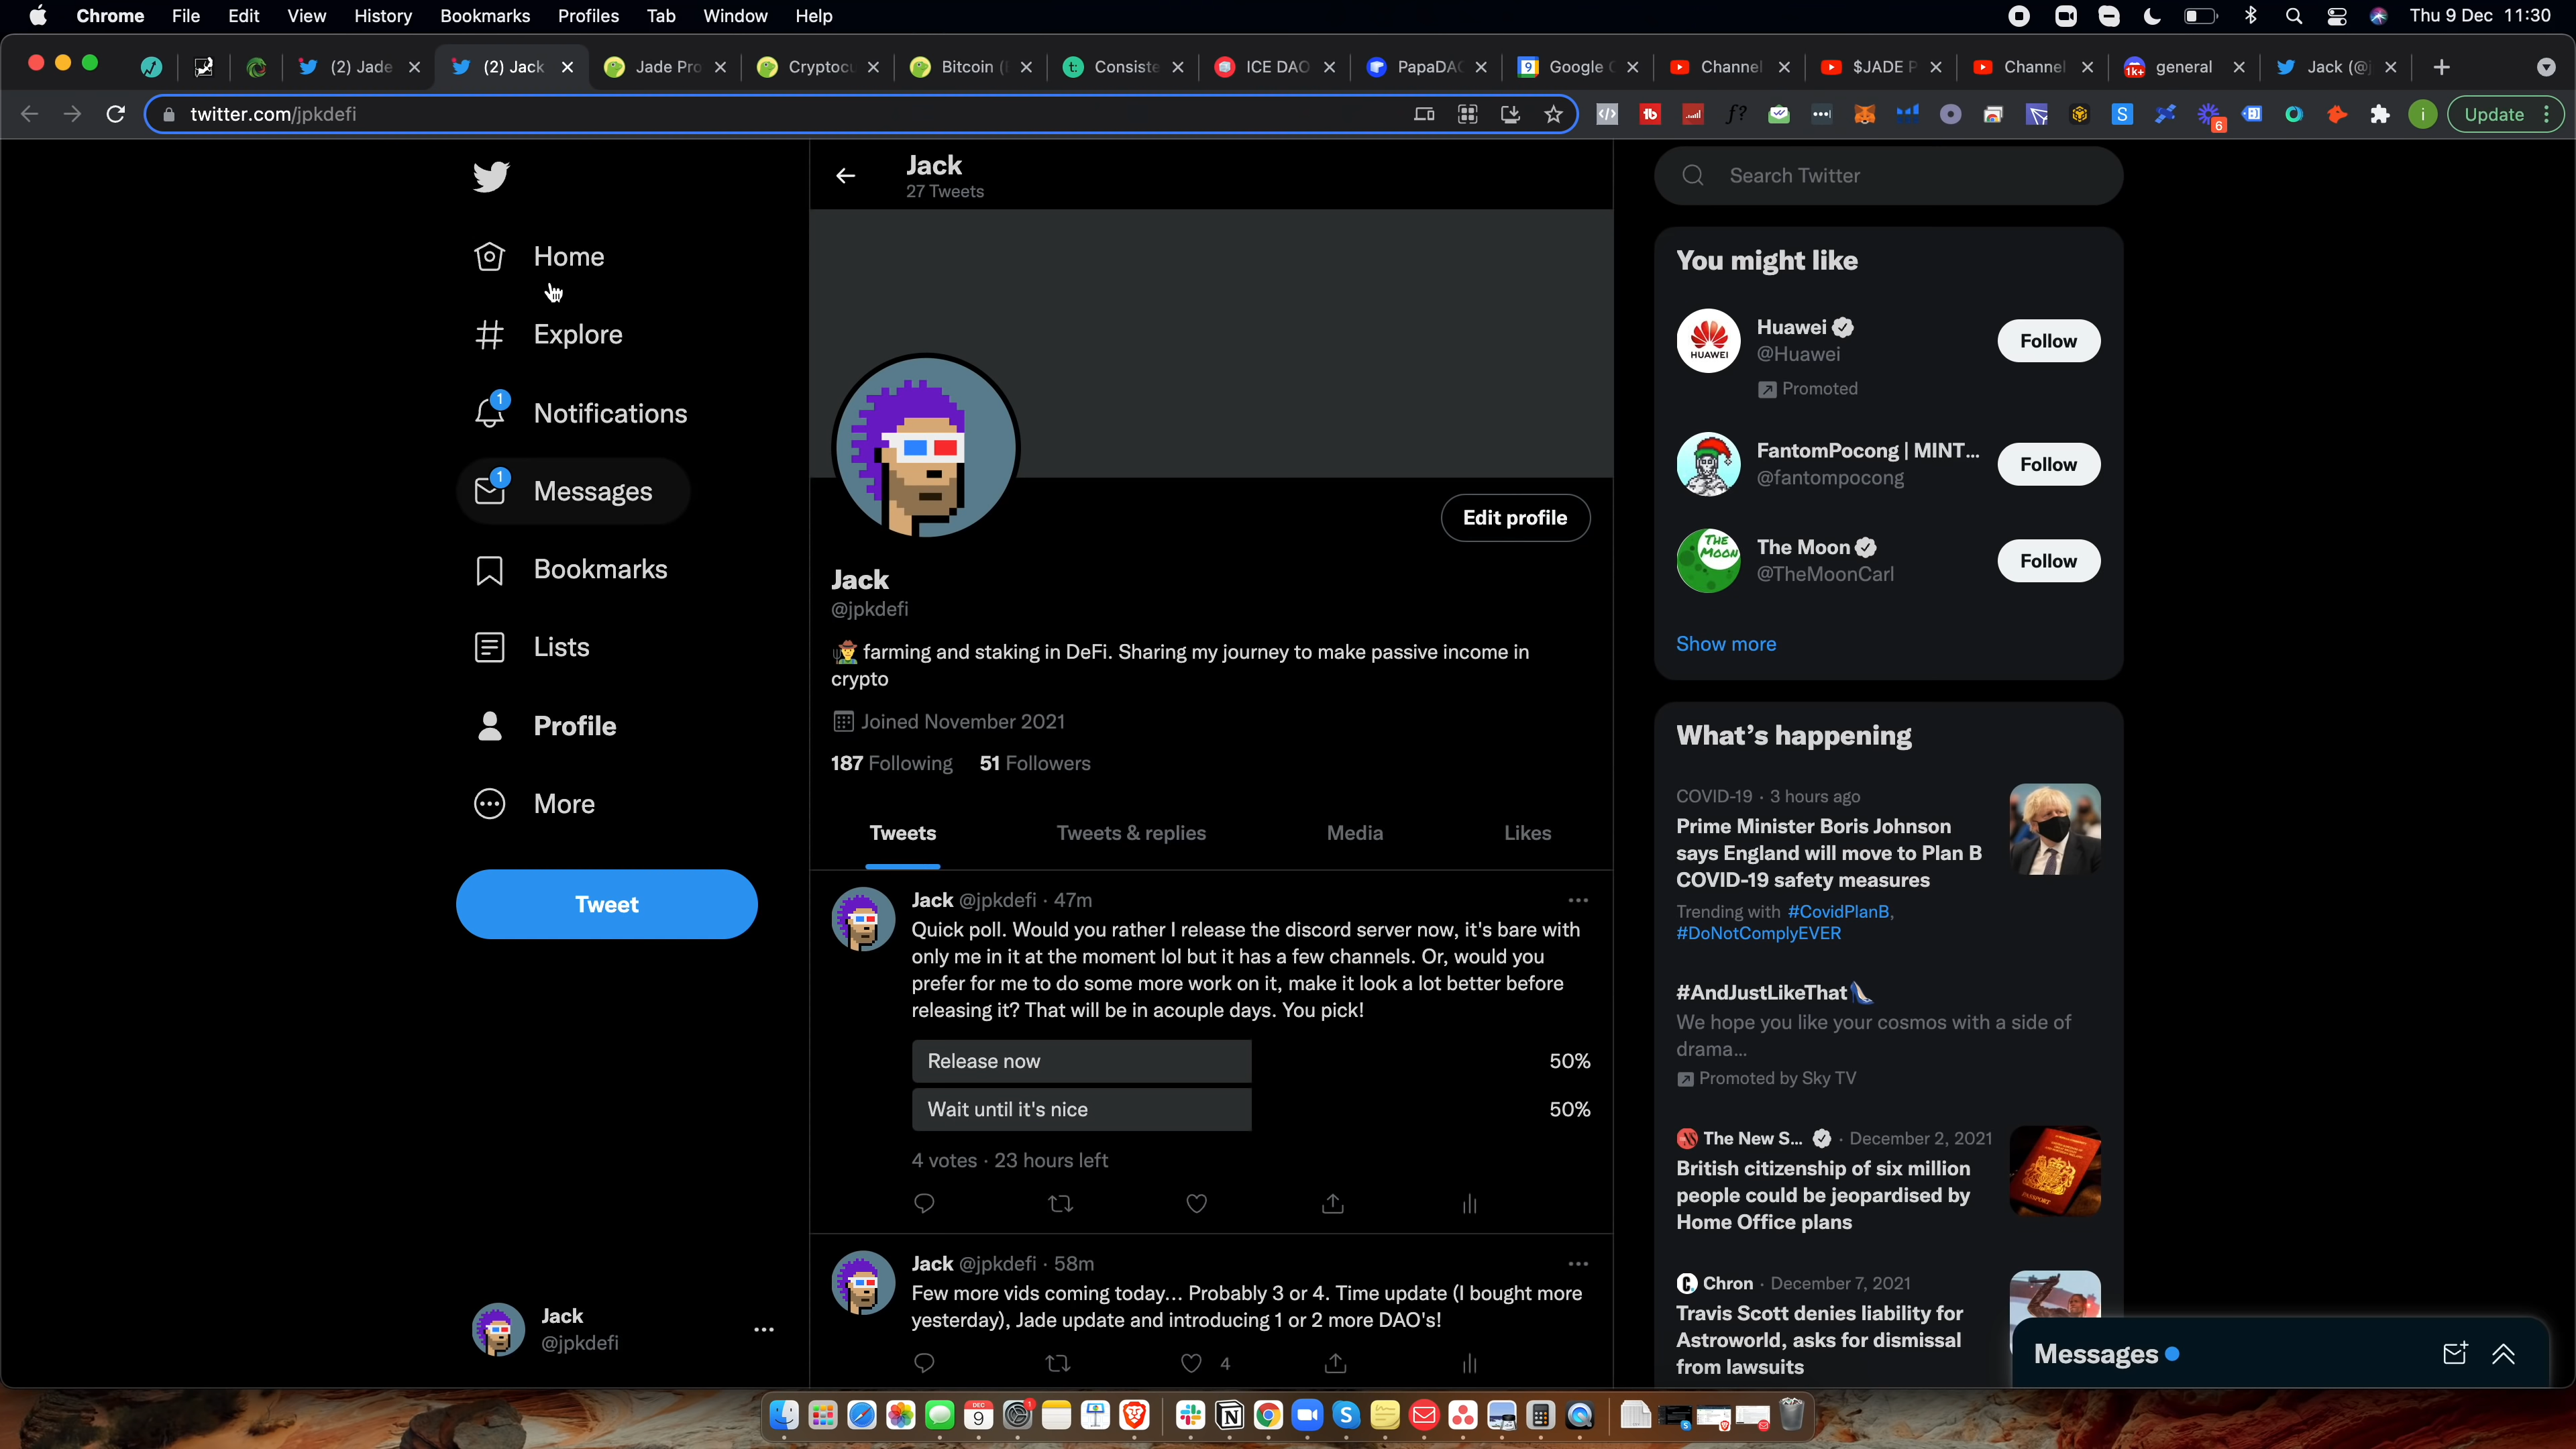 Chrome File Edit View History Bookmarks Profiles Tab Window Help
Thu 9 Dec 11:30
(2) Jade
(2) Jack
Jade Pro
Cryptocu
Bitcoin (
Consiste
ICE DAO
PapaDA
Google C
Channel
$JADE P
Channel
1k+
general
Jack (@j
twitter.com/jpkdefi
6
Update
Jack
27 Tweets
Home
Explore
1
Notifications
1
Messages
Bookmarks
Lists
Profile
More
Tweet
Jack
@jpkdefi
Edit profile
Jack
@jpkdefi
farming and staking in DeFi. Sharing my journey to make passive income in
crypto
Joined November 2021
187 Following 51 Followers
Tweets Tweets & replies Media Likes
Jack @jpkdefi · 47m
Quick poll. Would you rather I release the discord server now, it's bare with
only me in it at the moment lol but it has a few channels. Or, would you
prefer for me to do some more work on it, make it look a lot better before
releasing it? That will be in acouple days. You pick!
Release now 50%
Wait until it's nice 50%
4 votes · 23 hours left
Jack @jpkdefi · 58m
Few more vids coming today... Probably 3 or 4. Time update (I bought more
yesterday), Jade update and introducing 1 or 2 more DAO's!
4
Search Twitter
You might like
HUAWEI
Huawei
@Huawei
Promoted
Follow
FantomPocong | MINT...
@fantompocong
Follow
THE MOON
The Moon
@TheMoonCarl
Follow
Show more
What's happening
COVID-19 · 3 hours ago
Prime Minister Boris Johnson
says England will move to Plan B
COVID-19 safety measures
Trending with #CovidPlanB,
#DoNotComplyEVER
#AndJustLikeThat
We hope you like your cosmos with a side of
drama...
Promoted by Sky TV
The New S... · December 2, 2021
British citizenship of six million
people could be jeopardised by
Home Office plans
PASSPORT
Chron · December 7, 2021
Travis Scott denies liability for
Astroworld, asks for dismissal
from lawsuits
Messages
DEC
9
1